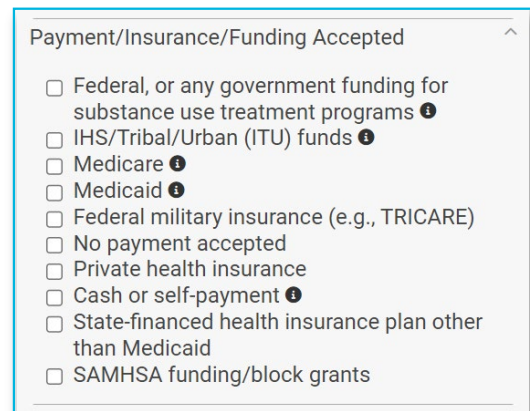 Payment/Insurance/Funding Accepted
Federal, or any government funding for
substance use treatment programs
IHS/Tribal/Urban (ITU) funds
Medicare
Medicaid
Federal military insurance (e.g., TRICARE)
No payment accepted
Private health insurance
Cash or self-payment
State-financed health insurance plan other
than Medicaid
SAMHSA funding/block grants